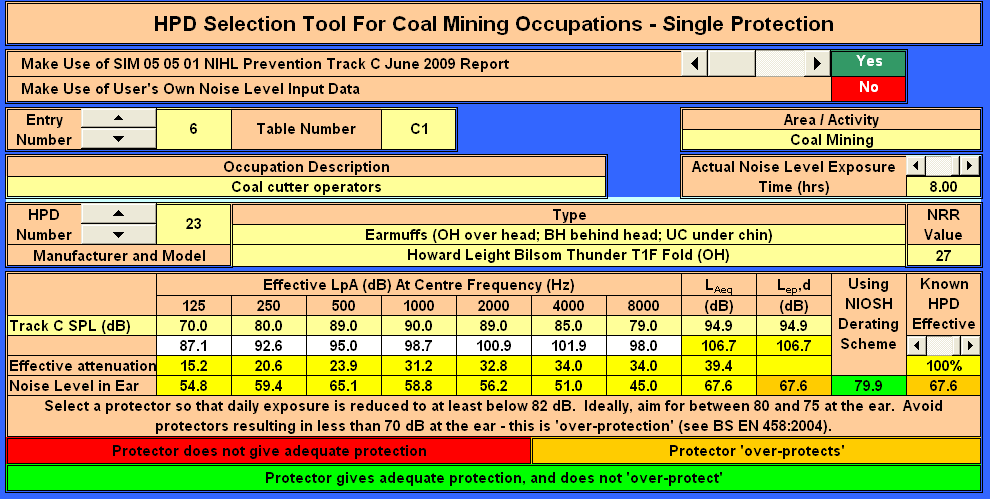 HPD Selection Tool For Coal Mining Occupations - Single Protection
Make Use of SIM 05 05 01 NIHL Prevention Track C June 2009 Report Yes
Make Use of User's Own Noise Level Input Data No
Entry Number 6 Table Number C1
Area / Activity
Coal Mining
Occupation Description
Coal cutter operators
Actual Noise Level Exposure
Time (hrs) 8.00
HPD Number 23
Manufacturer and Model
Type
Earmuffs (OH over head; BH behind head; UC under chin)
Howard Leight Bilsom Thunder T1F Fold (OH)
NRR
Value
27
Effective LpA (dB) At Centre Frequency (Hz)
125 250 500 1000 2000 4000 8000
LAeq
(dB)
Lep,d
(dB)
Using
NIOSH
Derating
Scheme
Known
HPD
Effective
Track C SPL (dB) 70.0 80.0 89.0 90.0 89.0 85.0 79.0 94.9 94.9
87.1 92.6 95.0 98.7 100.9 101.9 98.0 106.7 106.7
Effective attenuation 15.2 20.6 23.9 31.2 32.8 34.0 34.0 39.4 100%
Noise Level in Ear 54.8 59.4 65.1 58.8 56.2 51.0 45.0 67.6 67.6 79.9 67.6
Select a protector so that daily exposure is reduced to at least below 82 dB. Ideally, aim for between 80 and 75 at the ear. Avoid
protectors resulting in less than 70 dB at the ear - this is 'over-protection' (see BS EN 458:2004).
Protector does not give adequate protection
Protector 'over-protects'
Protector gives adequate protection, and does not 'over-protect'